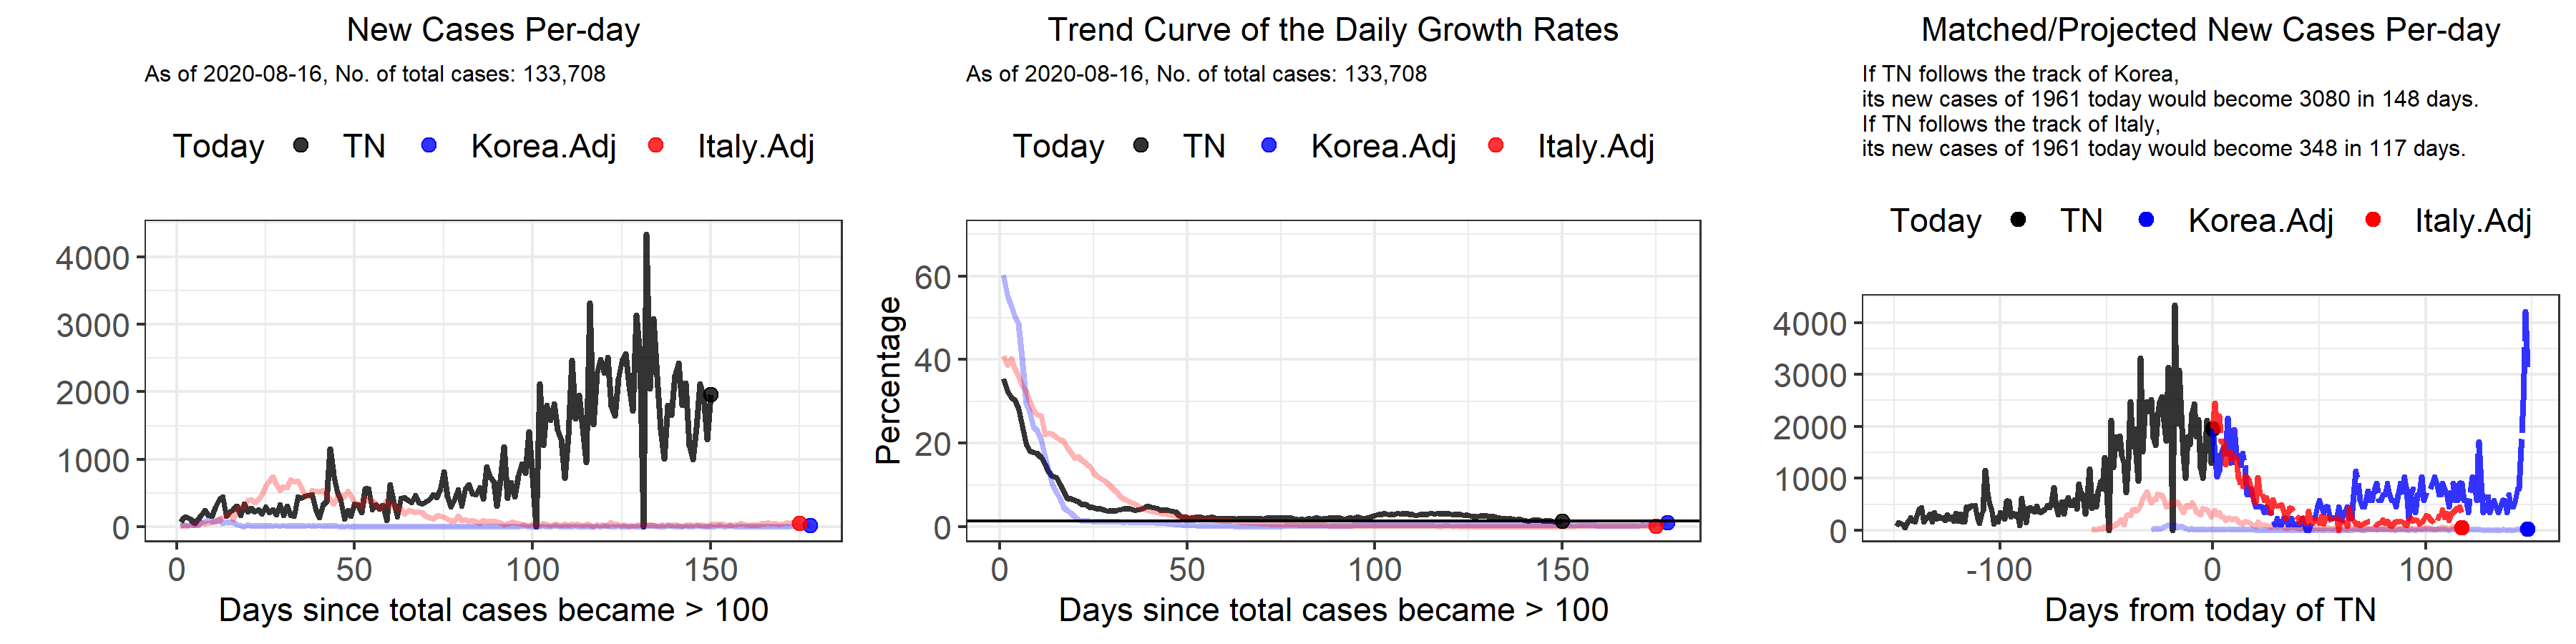 New Cases Per-day
As of 2020-08-16, No. of total cases: 133,708
Today TN Korea.Adj Italy.Adj
4000
3000
2000
1000
0
0 50 100 150
Days since total cases became > 100
Trend Curve of the Daily Growth Rates
As of 2020-08-16, No. of total cases: 133,708
Today TN Korea.Adj Italy.Adj
Percentage
60
40
20
0
0 50 100 150
Days since total cases became > 100
Matched/Projected New Cases Per-day
If TN follows the track of Korea,
its new cases of 1961 today would become 3080 in 148 days.
If TN follows the track of Italy,
its new cases of 1961 today would become 348 in 117 days.
Today TN Korea.Adj Italy.Adj
4000
3000
2000
1000
0
-100 0 100
Days from today of TN